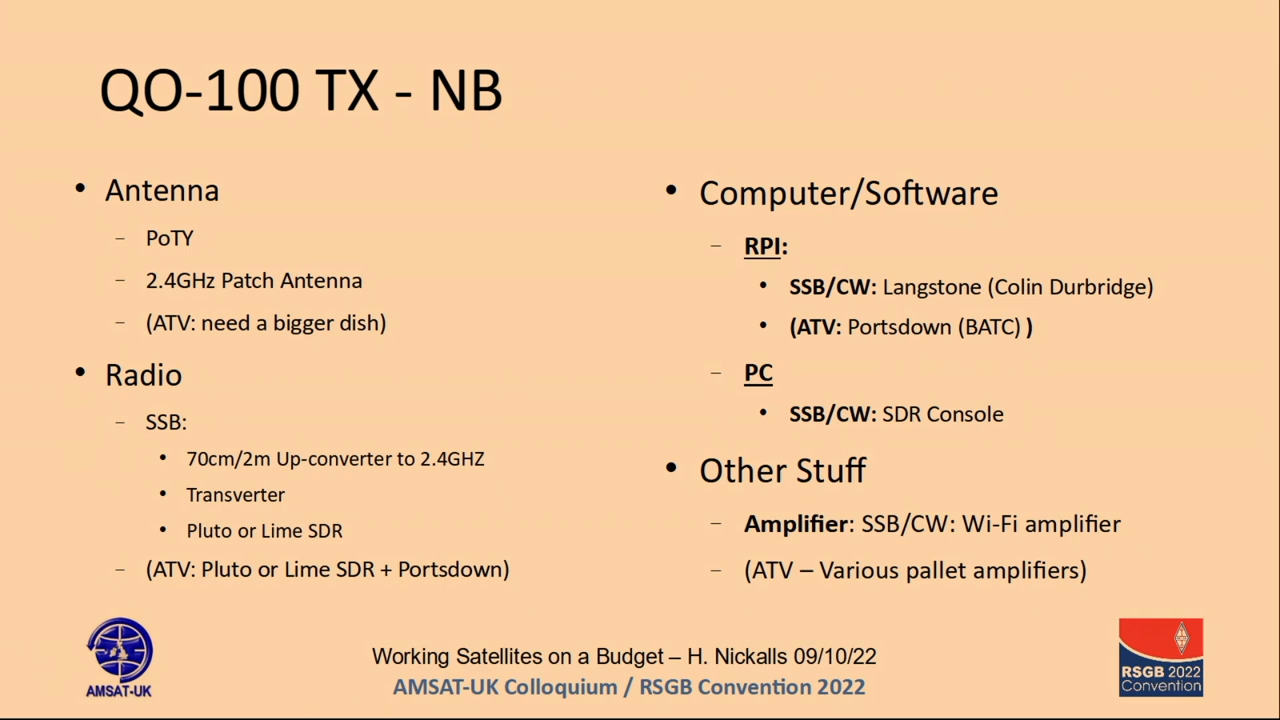 QO-100 TX - NB
• Antenna
– PoTY
– 2.4GHz Patch Antenna
– (ATV: need a bigger dish)
• Radio
– SSB:
• 70cm/2m Up-converter to 2.4GHZ
• Transverter
• Pluto or Lime SDR
– (ATV: Pluto or Lime SDR + Portsdown)
• Computer/Software
– RPI:
• SSB/CW: Langstone (Colin Durbridge)
• (ATV: Portsdown (BATC) )
– PC
• SSB/CW: SDR Console
• Other Stuff
– Amplifier: SSB/CW: Wi-Fi amplifier
– (ATV – Various pallet amplifiers)
AMSAT-UK
Working Satellites on a Budget – H. Nickalls 09/10/22
AMSAT-UK Colloquium / RSGB Convention 2022
RSGB 2022
Convention